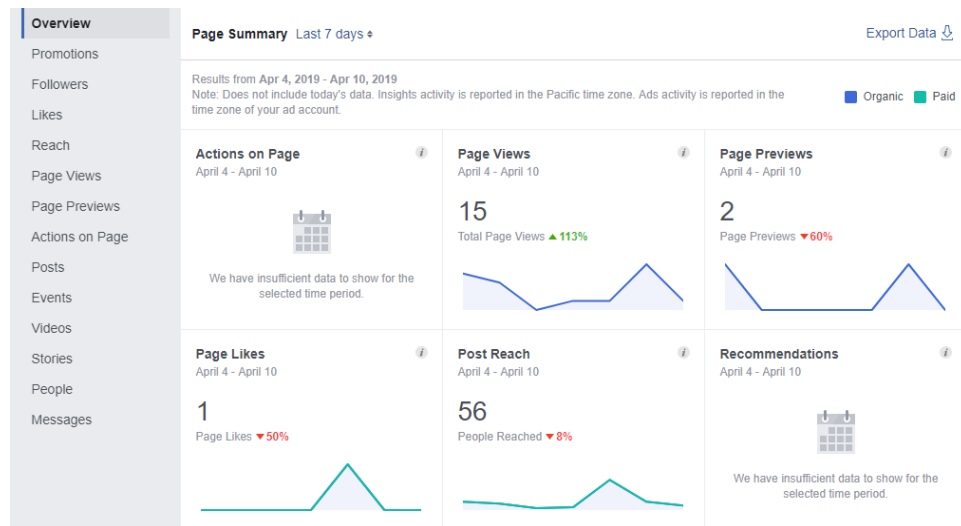 Overview
Promotions
Followers
Likes
Reach
Page Views
Page Previews
Actions on Page
Posts
Events
Videos
Stories
People
Messages
Page Summary Last 7 days
Export Data
Results from Apr 4, 2019 - Apr 10, 2019
Note: Does not include today's data. Insights activity is reported in the Pacific time zone. Ads activity is reported in the
time zone of your ad account.
Organic Paid
Actions on Page
April 4 - April 10
We have insufficient data to show for the
selected time period.
Page Views
April 4 - April 10
15
Total Page Views ▲ 113%
Page Previews
April 4 - April 10
2
Page Previews ▼ 60%
Page Likes
April 4 - April 10
1
Page Likes ▼ 50%
Post Reach
April 4 - April 10
56
People Reached ▼ 8%
Recommendations
April 4 - April 10
We have insufficient data to show for the
selected time period.